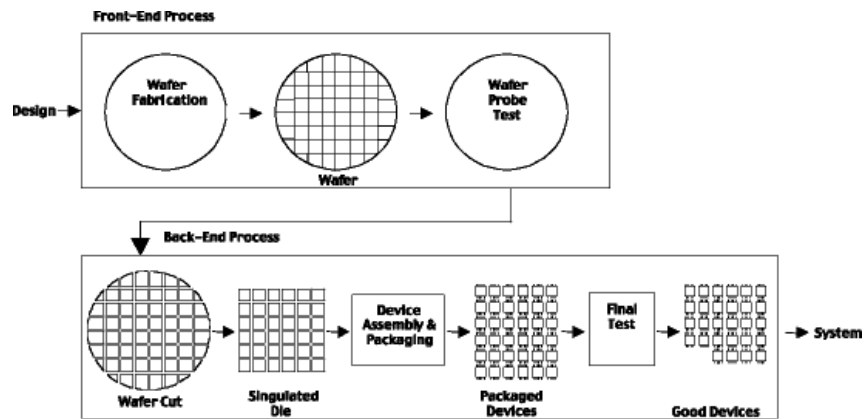 Front-End Process
Design
Wafer
Fabrication
Wafer
Wafer
Probe
Test
Back-End Process
Wafer Cut
Singulated
Die
Device
Assembly &
Packaging
Packaged
Devices
Final
Test
Good Devices
System